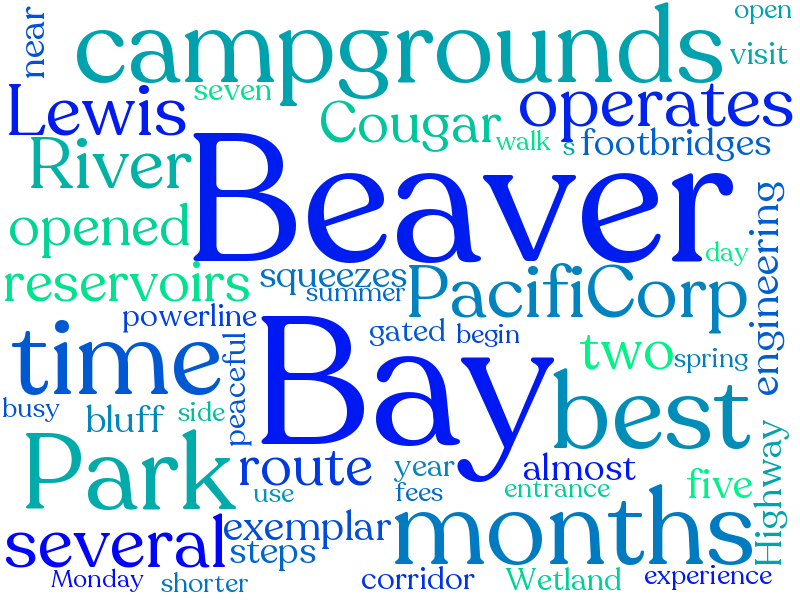 open
near
campgrounds
visit
seven
Lewis
operates
Cougar
walk
s
footbridges
River
Beaver
opened
engineering
day
reservoirs
squeezes
summer
PacifiCorp
powerline
gated
begin
time
peaceful
Bay
two
spring
busy
bluff
side
best
Park
route
year
almost
Highway
use
fees
entrance
five
several
exemplar
months
steps
Monday
shorter
corridor
Wetland
experience